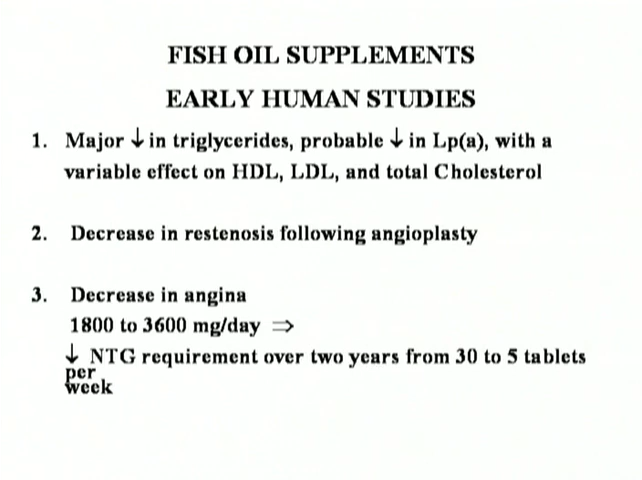 FISH OIL SUPPLEMENTS
EARLY HUMAN STUDIES
1. Major ↓ in triglycerides, probable ↓ in Lp(a), with a
variable effect on HDL, LDL, and total Cholesterol
2. Decrease in restenosis following angioplasty
3. Decrease in angina
1800 to 3600 mg/day ⇒
↓ NTG requirement over two years from 30 to 5 tablets
per
week